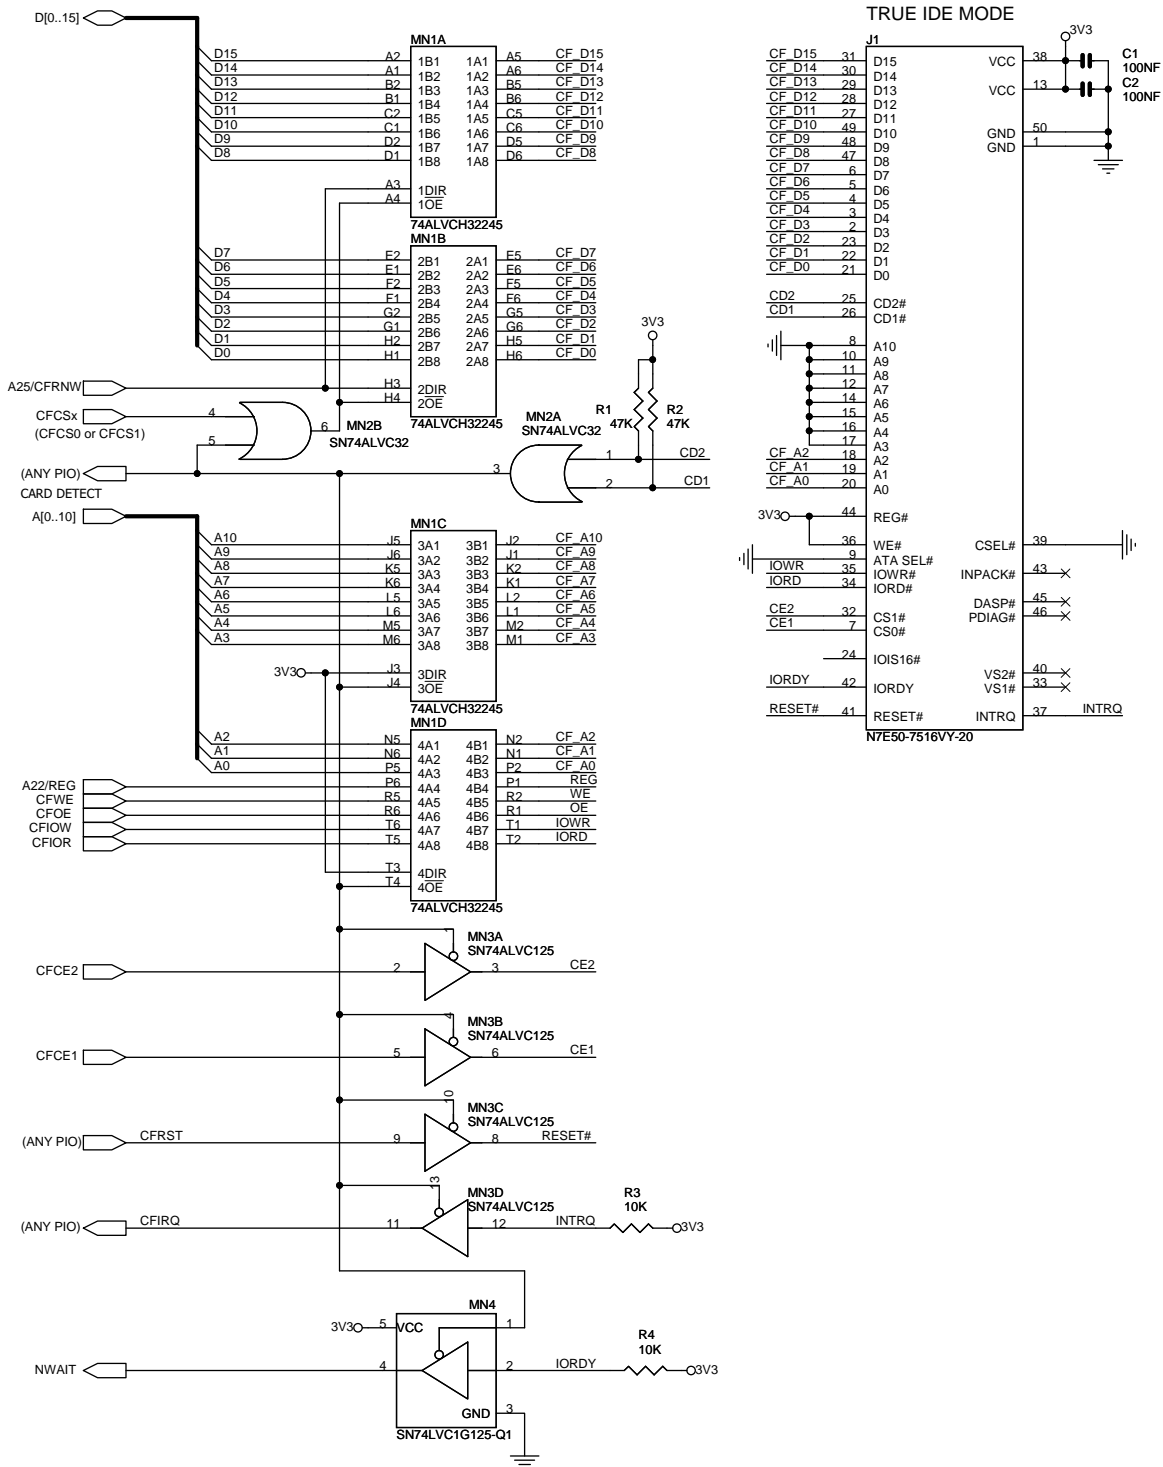 TRUE IDE MODE
D[0..15]
MN1A
D15 A2 1B1 1A1 A5 CF_D15
D14 A1 1B2 1A2 A6 CF_D14
D13 B2 1B3 1A3 B5 CF_D13
D12 B1 1B4 1A4 B6 CF_D12
D11 C2 1B5 1A5 C5 CF_D11
D10 C1 1B6 1A6 C6 CF_D10
D9 D2 1B7 1A7 D5 CF_D9
D8 D1 1B8 1A8 D6 CF_D8
A3 1DIR
A4 1OE
74ALVCH32245
MN1B
D7 E2 2B1 2A1 E5 CF_D7
D6 E1 2B2 2A2 E6 CF_D6
D5 F2 2B3 2A3 F5 CF_D5
D4 F1 2B4 2A4 F6 CF_D4
D3 G2 2B5 2A5 G5 CF_D3
D2 G1 2B6 2A6 G6 CF_D2
D1 H2 2B7 2A7 H5 CF_D1
D0 H1 2B8 2A8 H6 CF_D0
A25/CFRNW
H3 2DIR
H4 2OE
74ALVCH32245
CFCSx
(CFCS0 or CFCS1)
4
5
6
MN2B
SN74ALVC32
3V3
R1
47K
R2
47K
MN2A
SN74ALVC32
3
1 CD2
2 CD1
(ANY PIO)
CARD DETECT
A[0..10]
MN1C
A10 J5 3A1 3B1 J2 CF_A10
A9 J6 3A2 3B2 J1 CF_A9
A8 K5 3A3 3B3 K2 CF_A8
A7 K6 3A4 3B4 K1 CF_A7
A6 L5 3A5 3B5 L2 CF_A6
A5 L6 3A6 3B6 L1 CF_A5
A4 M5 3A7 3B7 M2 CF_A4
A3 M6 3A8 3B8 M1 CF_A3
3V3 J3 3DIR
J4 3OE
74ALVCH32245
MN1D
A2 N5 4A1 4B1 N2 CF_A2
A1 N6 4A2 4B2 N1 CF_A1
A0 P5 4A3 4B3 P2 CF_A0
A22/REG P6 4A4 4B4 P1 REG
CFWE R5 4A5 4B5 R2 WE
CFOE R6 4A6 4B6 R1 OE
CFIOW T6 4A7 4B7 T1 IOWR
CFIOR T5 4A8 4B8 T2 IORD
T3 4DIR
T4 4OE
74ALVCH32245
1
MN3A
SN74ALVC125
CFCE2 2 3 CE2
4
MN3B
SN74ALVC125
CFCE1 5 6 CE1
10
MN3C
SN74ALVC125
(ANY PIO) CFRST 9 8 RESET#
13
MN3D
SN74ALVC125
(ANY PIO) CFIRQ 11 12 INTRQ
R3
10K
3V3
MN4
3V3 5 VCC 1
NWAIT 4 2 IORDY
R4
10K
3V3
GND 3
SN74LVC1G125-Q1
J1
CF_D15 31 D15
CF_D14 30 D14
CF_D13 29 D13
CF_D12 28 D12
CF_D11 27 D11
CF_D10 49 D10
CF_D9 48 D9
CF_D8 47 D8
CF_D7 6 D7
CF_D6 5 D6
CF_D5 4 D5
CF_D4 3 D4
CF_D3 2 D3
CF_D2 23 D2
CF_D1 22 D1
CF_D0 21 D0
CD2 25 CD2#
CD1 26 CD1#
8 A10
10 A9
11 A8
12 A7
14 A6
15 A5
16 A4
17 A3
CF_A2 18 A2
CF_A1 19 A1
CF_A0 20 A0
3V3 44 REG#
36 WE#
9 ATA SEL#
IOWR 35 IOWR#
IORD 34 IORD#
CE2 32 CS1#
CE1 7 CS0#
24 IOIS16#
IORDY 42 IORDY
RESET# 41 RESET#
3V3
VCC 38
VCC 13
C1
100NF
C2
100NF
GND 50
GND 1
CSEL# 39
INPACK# 43
DASP# 45
PDIAG# 46
VS2# 40
VS1# 33
INTRQ 37 INTRQ
N7E50-7516VY-20